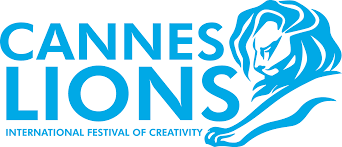 CANNES
LIONS
INTERNATIONAL FESTIVAL OF CREATIVITY